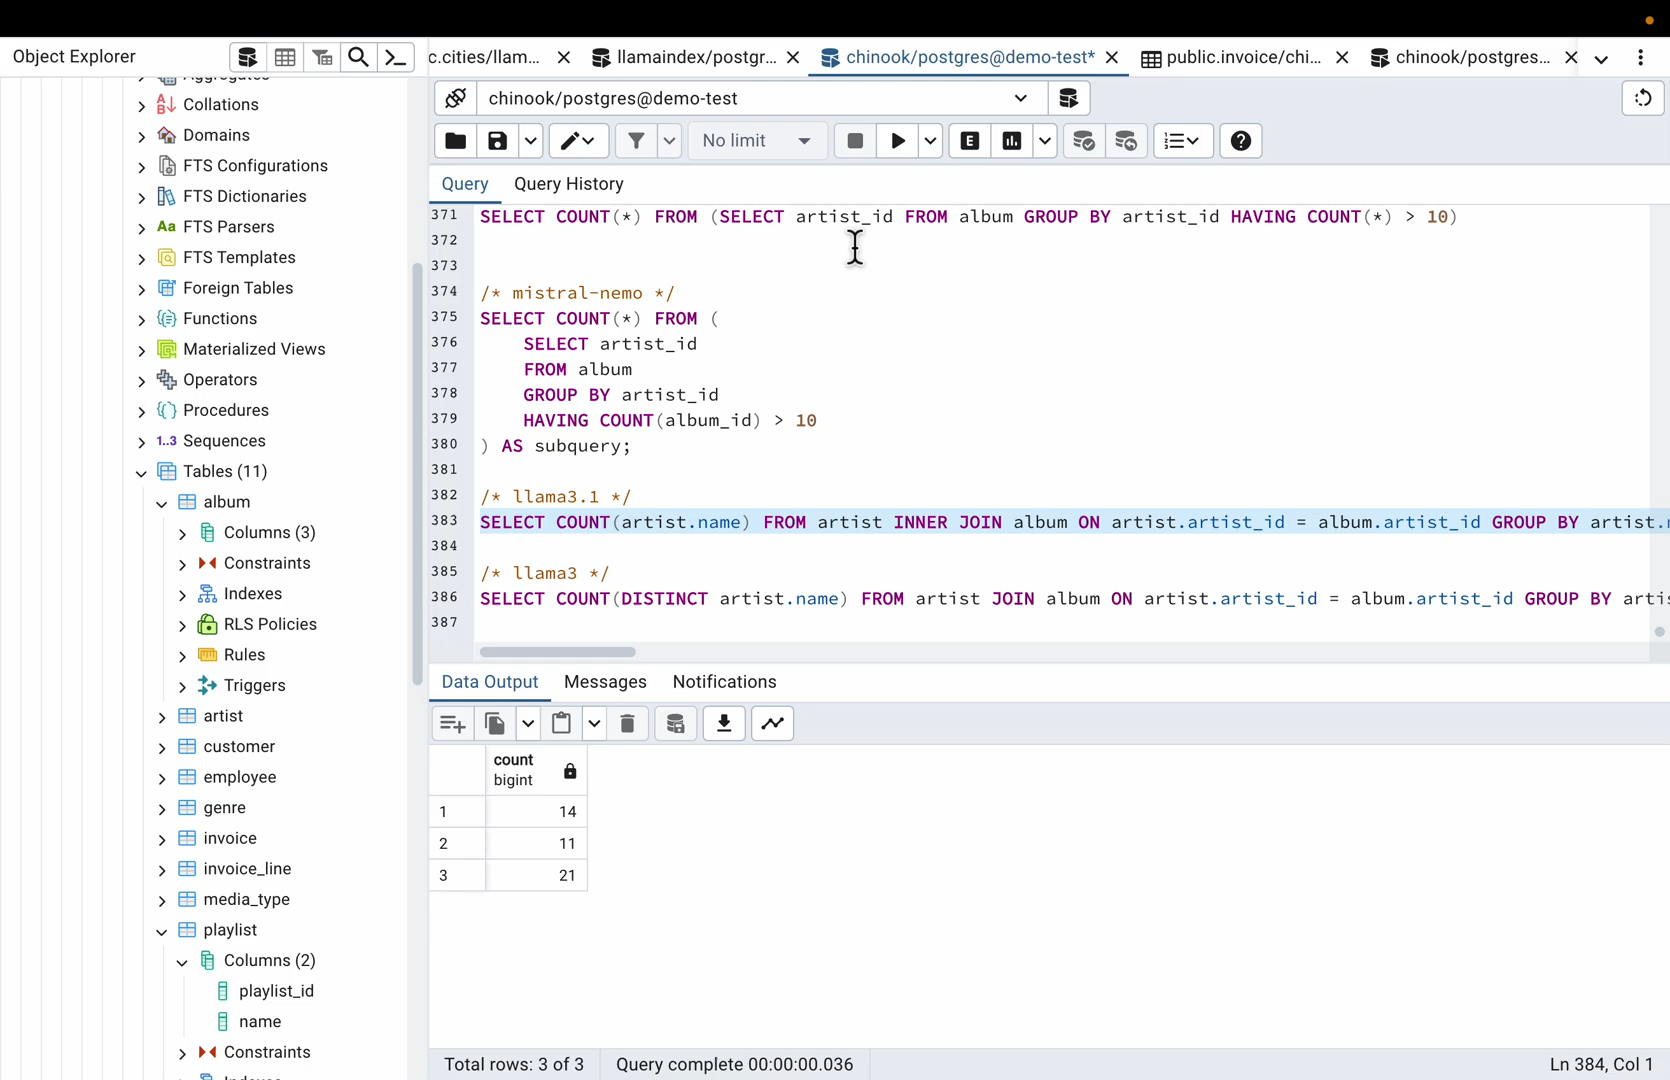 Object Explorer
c.cities/llam...
llamaindex/postgr...
chinook/postgres@demo-test*
public.invoice/chi...
chinook/postgres...
chinook/postgres@demo-test
No limit
E
Query
Query History
Aggregates
Collations
Domains
FTS Configurations
FTS Dictionaries
Aa FTS Parsers
FTS Templates
Foreign Tables
Functions
Materialized Views
Operators
Procedures
1..3 Sequences
Tables (11)
album
Columns (3)
Constraints
Indexes
RLS Policies
Rules
Triggers
artist
customer
employee
genre
invoice
invoice_line
media_type
playlist
Columns (2)
playlist_id
name
Constraints
Indexes
371 SELECT COUNT(*) FROM (SELECT artist_id FROM album GROUP BY artist_id HAVING COUNT(*) > 10)
372
373
374 /* mistral-nemo */
375 SELECT COUNT(*) FROM (
376 SELECT artist_id
377 FROM album
378 GROUP BY artist_id
379 HAVING COUNT(album_id) > 10
380 ) AS subquery;
381
382 /* llama3.1 */
383 SELECT COUNT(artist.name) FROM artist INNER JOIN album ON artist.artist_id = album.artist_id GROUP BY artist.n
384
385 /* llama3 */
386 SELECT COUNT(DISTINCT artist.name) FROM artist JOIN album ON artist.artist_id = album.artist_id GROUP BY artis
387
Data Output
Messages
Notifications
count
bigint
1 14
2 11
3 21
Total rows: 3 of 3
Query complete 00:00:00.036
Ln 384, Col 1